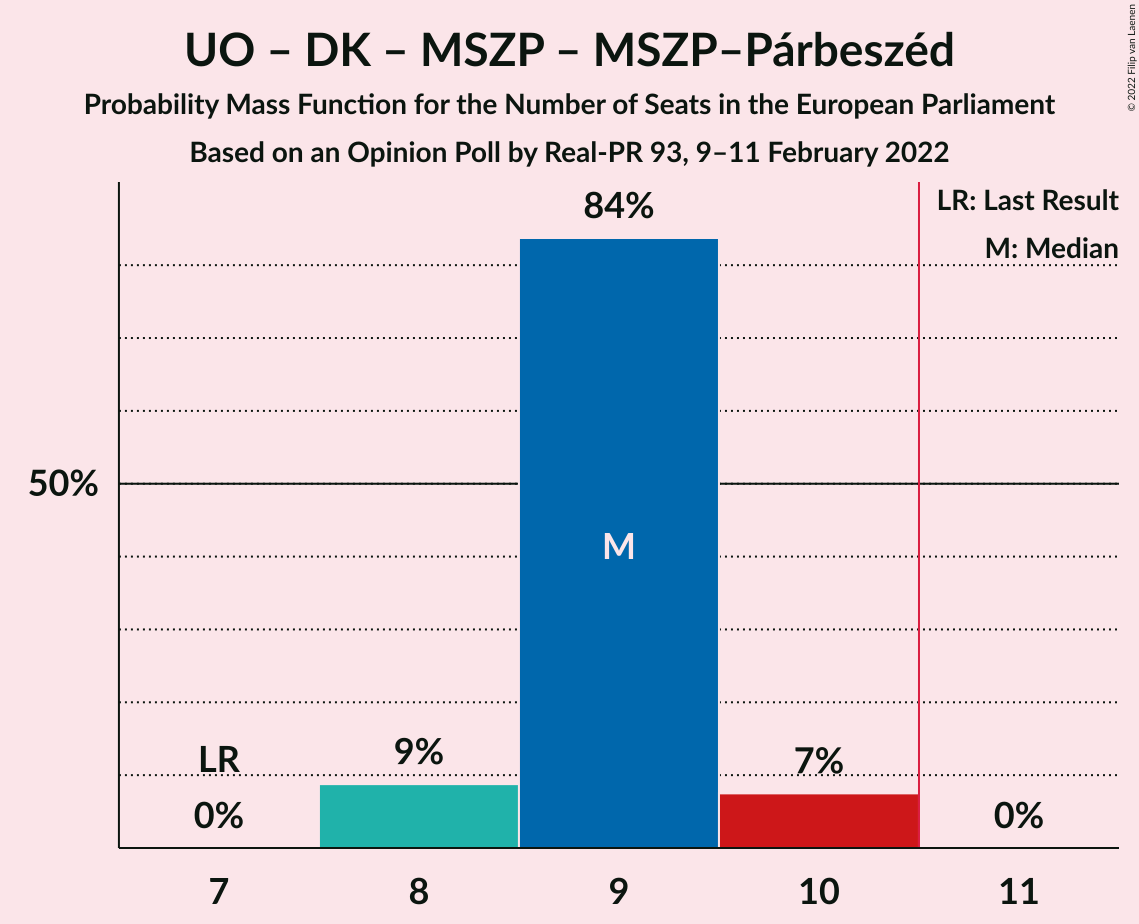 UO – DK – MSZP – MSZP–Párbeszéd
Probability Mass Function for the Number of Seats in the European Parliament
Based on an Opinion Poll by Real-PR 93, 9–11 February 2022
© 2022 Filip van Laenen
LR: Last Result
M: Median
84%
50%
M
LR
9%
7%
0%
0%
7 8 9 10 11